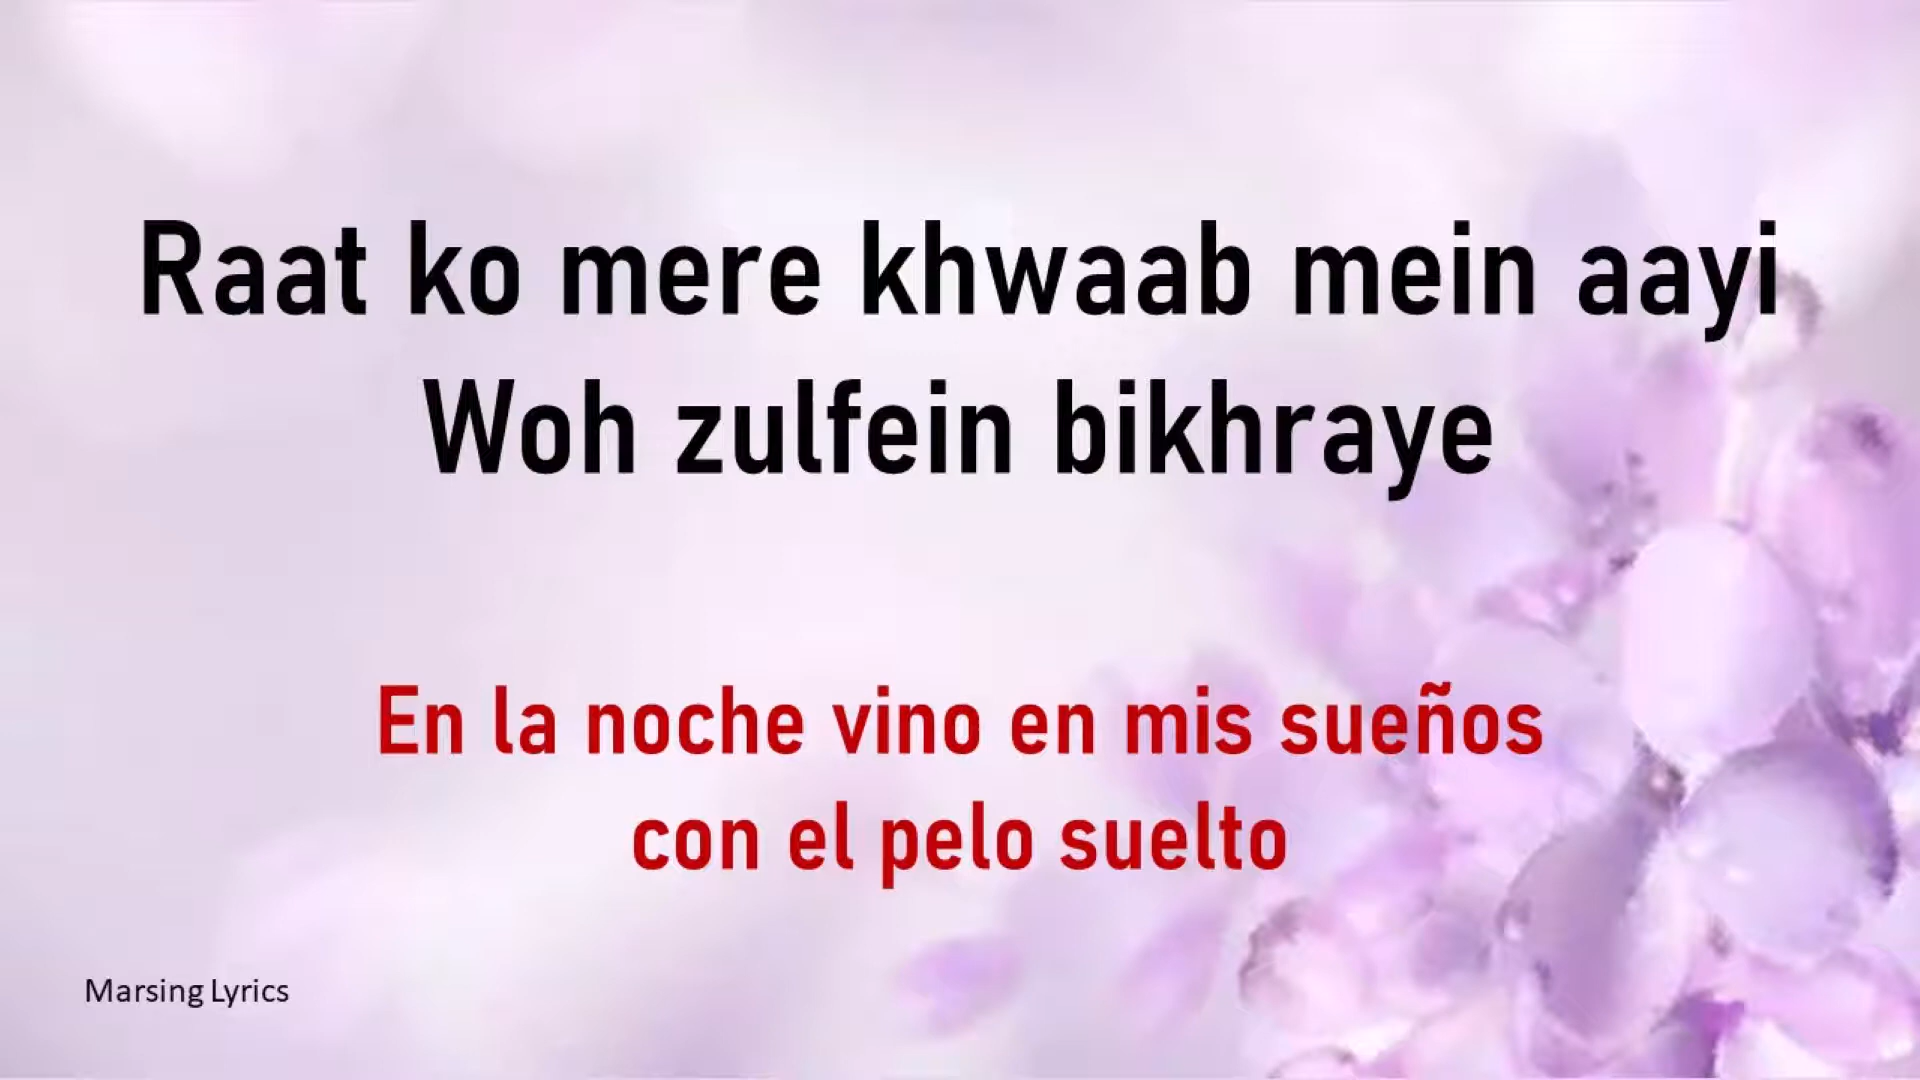 Raat ko mere khwaab mein aayi
Woh zulfein bikhraye
En la noche vino en mis sueños
con el pelo suelto
Marsing Lyrics